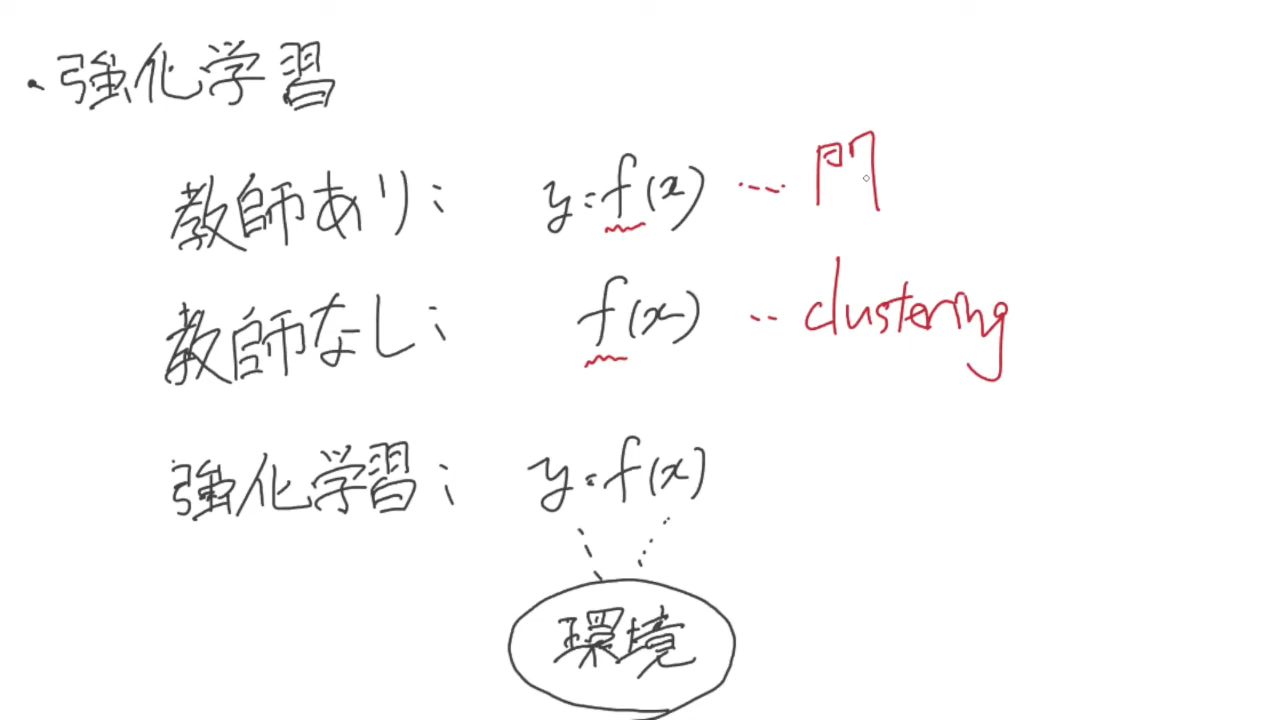 ・強化学習
教師あり: y=f(x) ---
教師なし: f(x) -- clustering
強化学習: y=f(x)
環境